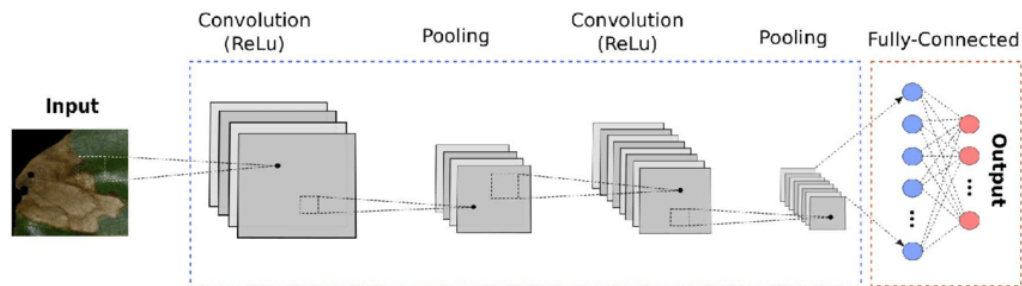 Convolution
(ReLu)
Pooling
Convolution
(ReLu)
Pooling
Fully-Connected
Input
Output
...
...